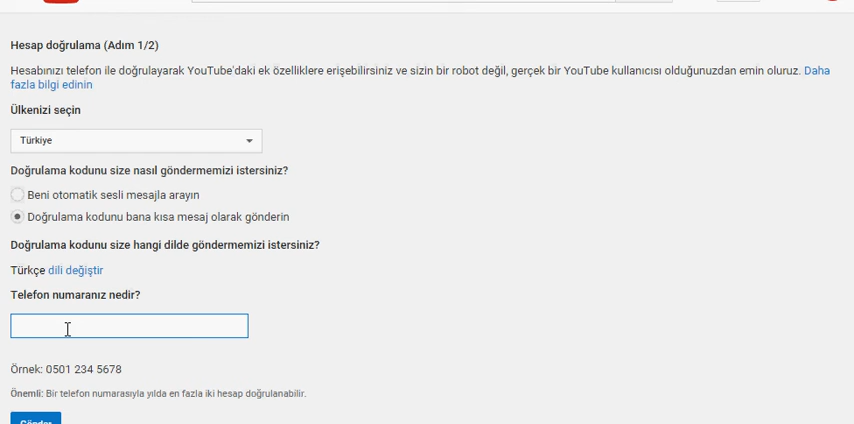 Hesap doğrulama (Adım 1/2)
Hesabınızı telefon ile doğrulayarak YouTube'daki ek özelliklere erişebilirsiniz ve sizin bir robot değil, gerçek bir YouTube kullanıcısı olduğunuzdan emin oluruz. Daha
fazla bilgi edinin
Ülkenizi seçin
Türkiye
Doğrulama kodunu size nasıl göndermemizi istersiniz?
Beni otomatik sesli mesajla arayın
Doğrulama kodunu bana kısa mesaj olarak gönderin
Doğrulama kodunu size hangi dilde göndermemizi istersiniz?
Türkçe dili değiştir
Telefon numaranız nedir?
Örnek: 0501 234 5678
Önemli: Bir telefon numarasıyla yılda en fazla iki hesap doğrulanabilir.
Gönder